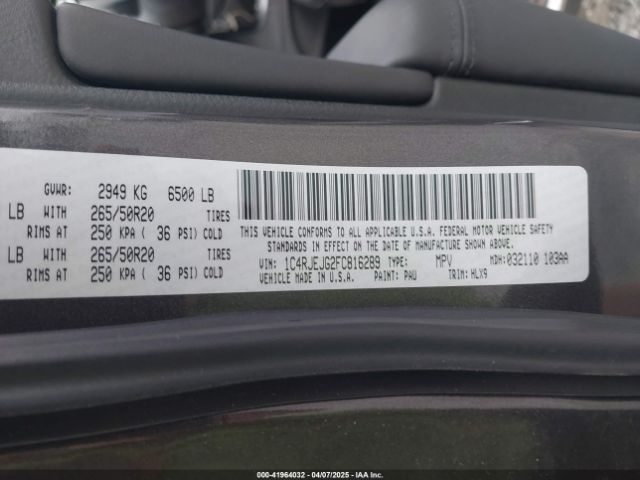 GVWR: 2949 KG 6500 LB
LB WITH 265/50R20 TIRES
RIMS AT 250 KPA ( 36 PSI) COLD
LB WITH 265/50R20 TIRES
RIMS AT 250 KPA ( 36 PSI) COLD
THIS VEHICLE CONFORMS TO ALL APPLICABLE U.S.A. FEDERAL MOTOR VEHICLE SAFETY
STANDARDS IN EFFECT ON THE DATE OF MANUFACTURE SHOWN ABOVE.
VIN: 1C4RJEJG2FC816289 TYPE: MPV MDH: 032110 103AA
VEHICLE MADE IN U.S.A. PAINT: PAU TRIM: HLX9
000-41964032 - 04/07/2025 - IAA Inc.